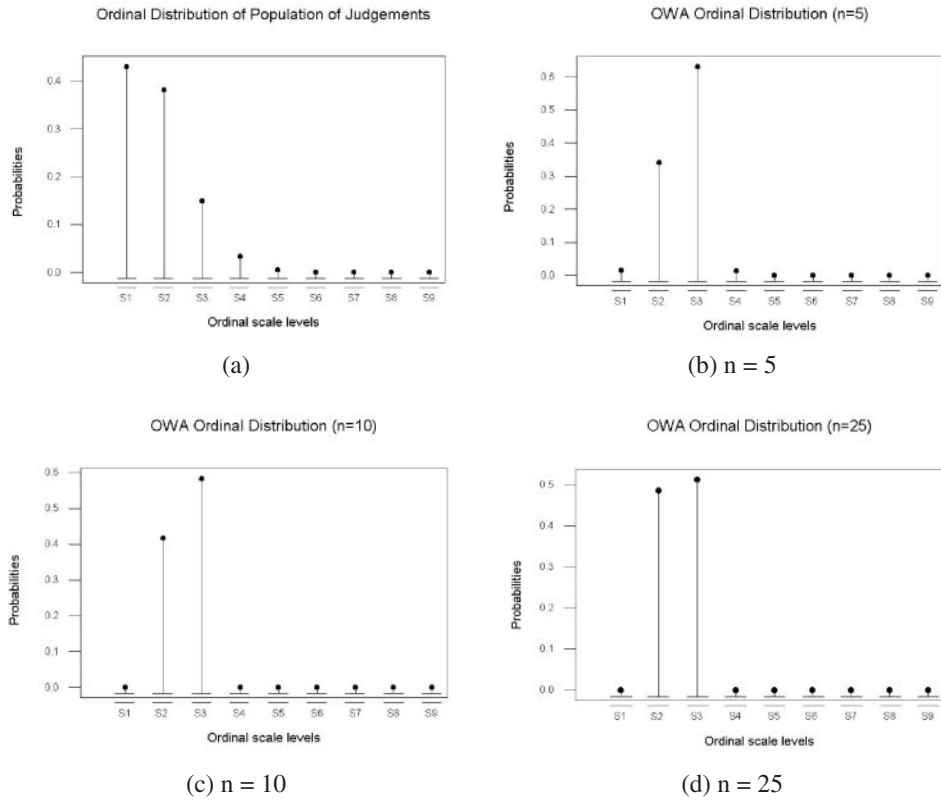 Ordinal Distribution of Population of Judgements
Probabilities
0.4
0.3
0.2
0.1
0.0
S1 S2 S3 S4 S5 S6 S7 S8 S9
Ordinal scale levels
(a)
OWA Ordinal Distribution (n=5)
Probabilities
0.6
0.5
0.4
0.3
0.2
0.1
0.0
S1 S2 S3 S4 S5 S6 S7 S8 S9
Ordinal scale levels
(b) n = 5
OWA Ordinal Distribution (n=10)
Probabilities
0.6
0.5
0.4
0.3
0.2
0.1
0.0
S1 S2 S3 S4 S5 S6 S7 S8 S9
Ordinal scale levels
(c) n = 10
OWA Ordinal Distribution (n=25)
Probabilities
0.5
0.4
0.3
0.2
0.1
0.0
S1 S2 S3 S4 S5 S6 S7 S8 S9
Ordinal scale levels
(d) n = 25